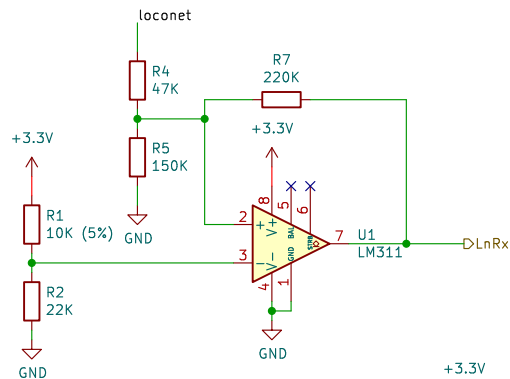 loconet
R4
47K
R7
220K
+3.3V
+3.3V
R5
150K
R1
10K (5%)
GND
R2
22K
GND
8
5
6
2
+
V+
BAL
STRB
7
U1
LM311
LnRx
3
−
V-
GND
4
1
GND
+3.3V